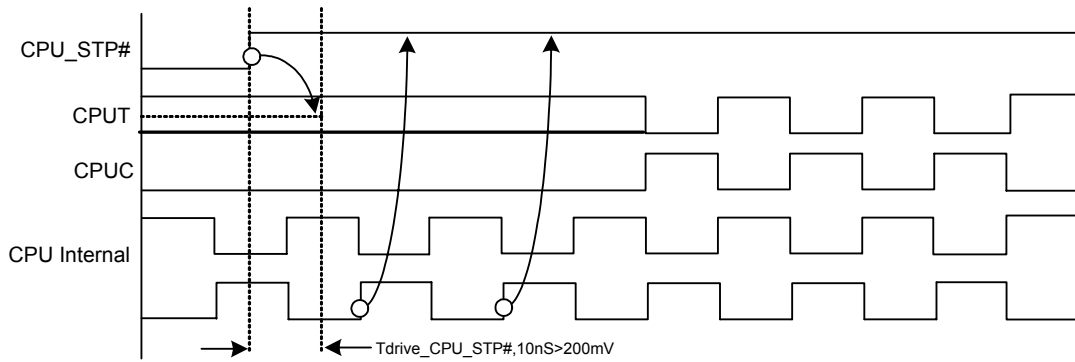 CPU_STP#
CPUT
CPUC
CPU Internal
Tdrive_CPU_STP#,10nS>200mV